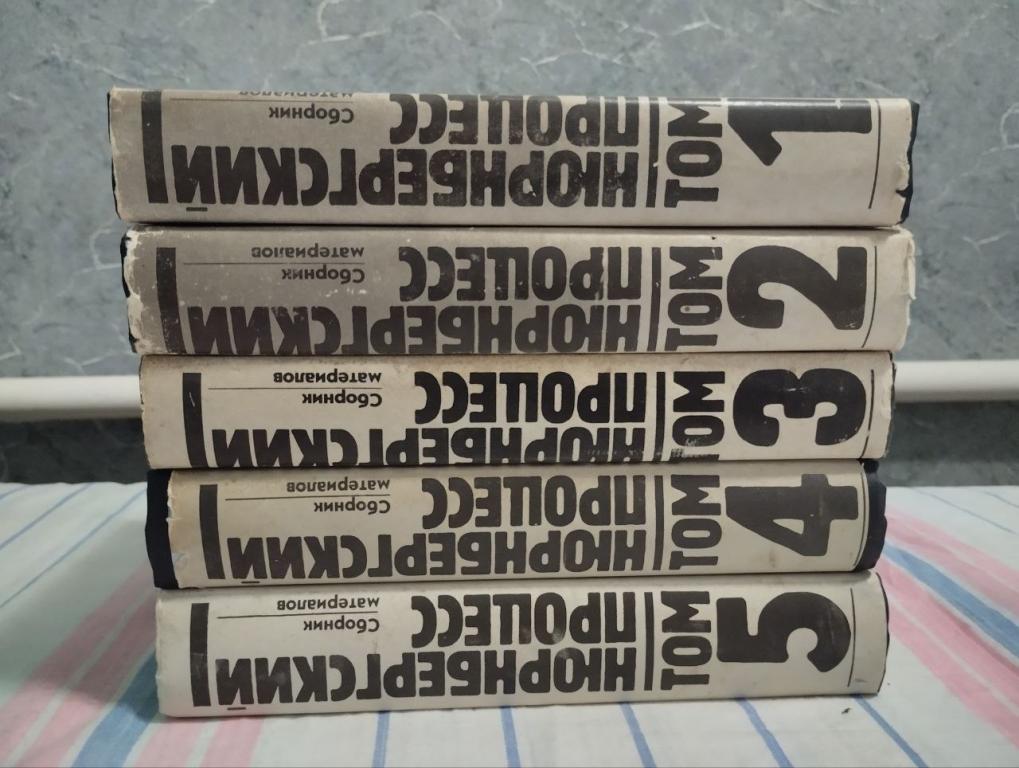 НЮРНБЕРГСКИЙ
ПРОЦЕСС
Сборник
материалов
ТОМ
1
НЮРНБЕРГСКИЙ
ПРОЦЕСС
Сборник
материалов
ТОМ
2
НЮРНБЕРГСКИЙ
ПРОЦЕСС
Сборник
материалов
ТОМ
3
НЮРНБЕРГСКИЙ
ПРОЦЕСС
Сборник
материалов
ТОМ
4
НЮРНБЕРГСКИЙ
ПРОЦЕСС
Сборник
материалов
ТОМ
5